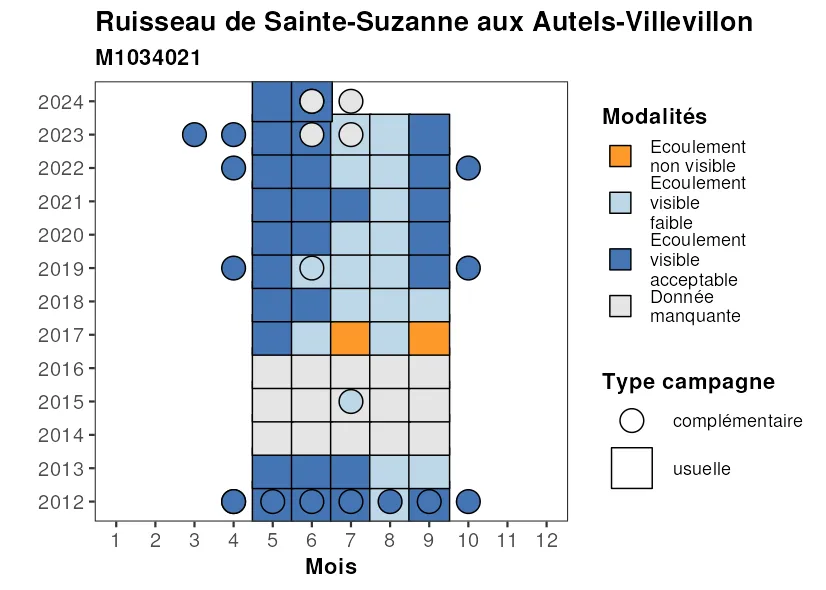 Ruisseau de Sainte-Suzanne aux Autels-Villevillon
M1034021
2024
2023
2022
2021
2020
2019
2018
2017
2016
2015
2014
2013
2012
1 2 3 4 5 6 7 8 9 10 11 12
Mois
Modalités
Ecoulement
non visible
Ecoulement
visible
faible
Ecoulement
visible
acceptable
Donnée
manquante
Type campagne
complémentaire
usuelle